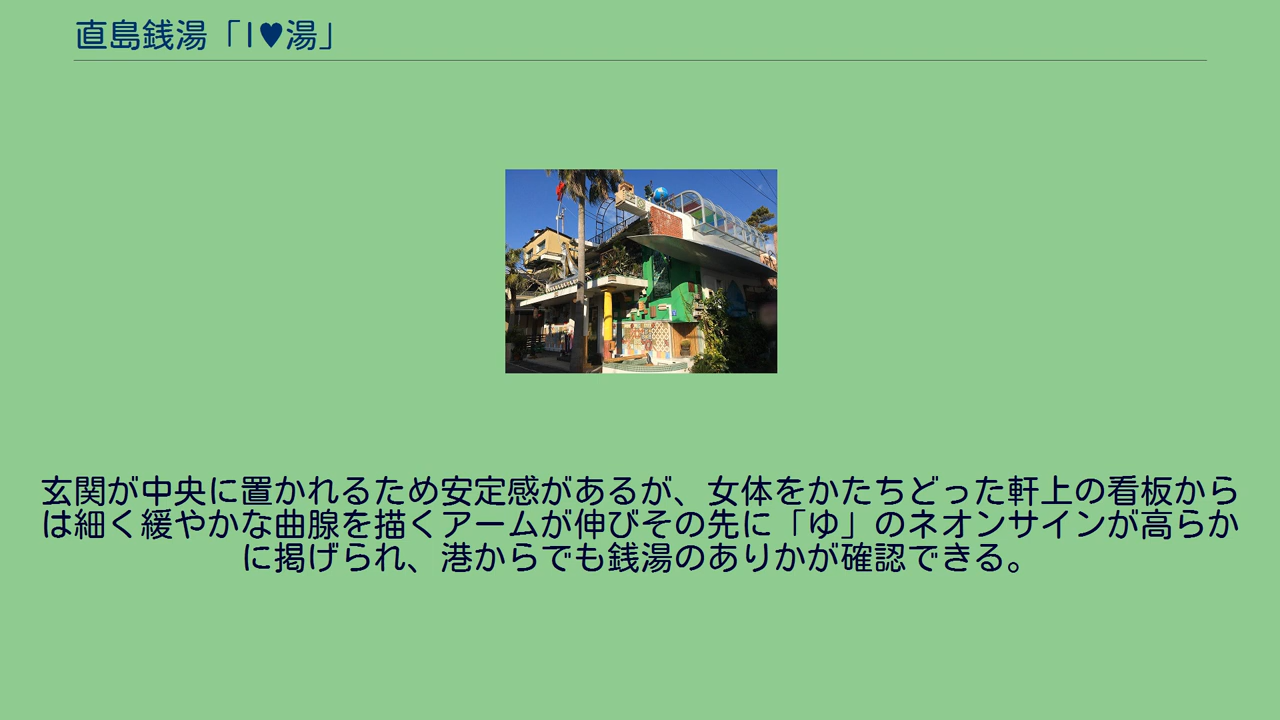 直島銭湯「I♥湯」
玄関が中央に置かれるため安定感があるが、女体をかたちどった軒上の看板から
は細く緩やかな曲腺を描くアームが伸びその先に「ゆ」のネオンサインが高らか
に掲げられ、港からでも銭湯のありかが確認できる。